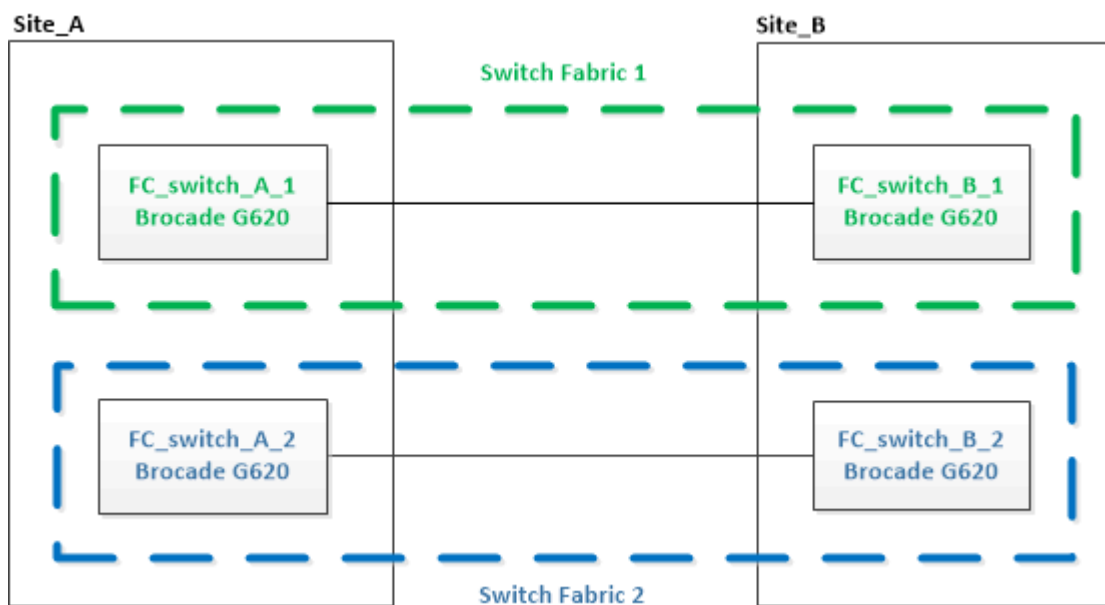 Site_A
Site_B
Switch Fabric 1
FC_switch_A_1
Brocade G620
FC_switch_B_1
Brocade G620
FC_switch_A_2
Brocade G620
FC_switch_B_2
Brocade G620
Switch Fabric 2